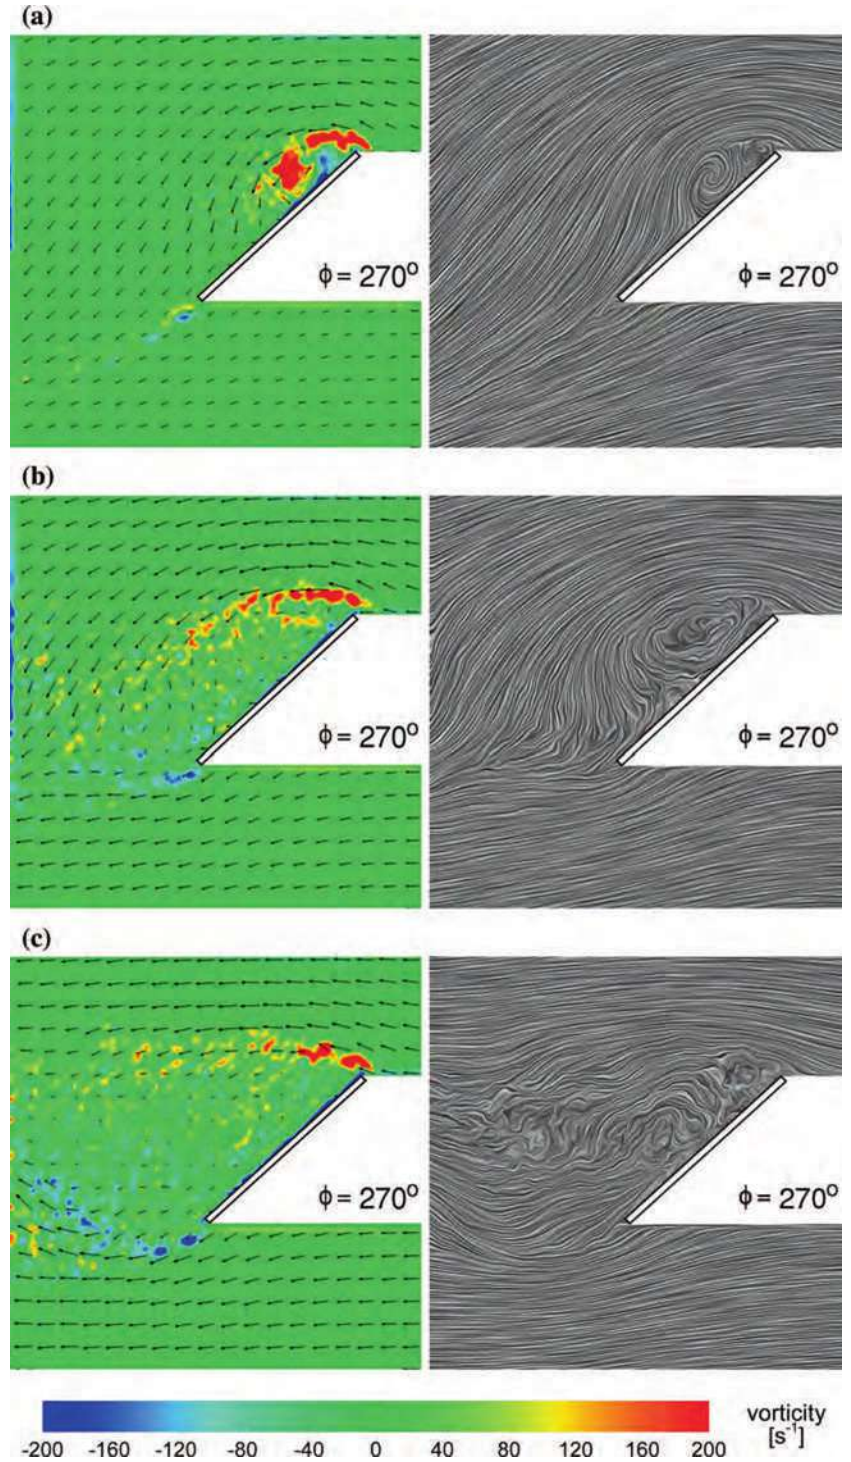 (a)
ϕ = 270°
ϕ = 270°
(b)
ϕ = 270°
ϕ = 270°
(c)
ϕ = 270°
ϕ = 270°
-200 -160 -120 -80 -40 0 40 80 120 160 200
vorticity
[s⁻¹]